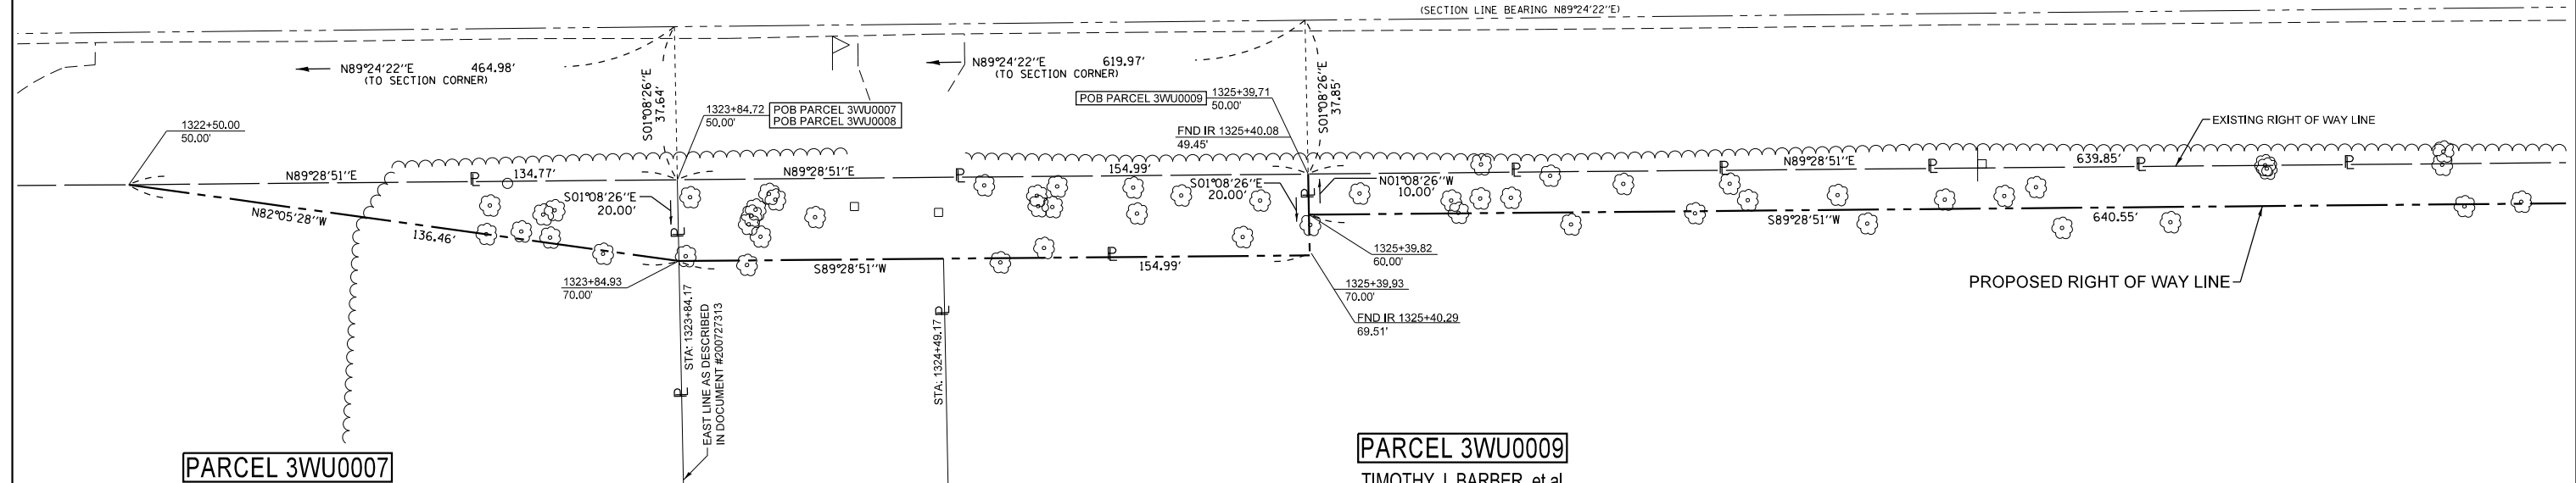 (SECTION LINE BEARING N89°24'22"E)
N89°24'22"E 464.98'
(TO SECTION CORNER)
N89°24'22"E 619.97'
(TO SECTION CORNER)
S01°08'26"E
37.64'
S01°08'26"E
37.85'
1322+50.00
50.00'
1323+84.72
50.00'
POB PARCEL 3WU0007
POB PARCEL 3WU0008
POB PARCEL 3WU0009
1325+39.71
50.00'
FND IR 1325+40.08
49.45'
EXISTING RIGHT OF WAY LINE
N89°28'51"E
134.77'
N89°28'51"E
154.99'
N89°28'51"E
639.85'
S01°08'26"E
20.00'
S01°08'26"E
20.00'
N01°08'26"W
10.00'
N82°05'28"W
136.46'
S89°28'51"W
154.99'
S89°28'51"W
640.55'
1323+84.93
70.00'
1325+39.82
60.00'
1325+39.93
70.00'
FND IR 1325+40.29
69.51'
PROPOSED RIGHT OF WAY LINE
STA: 1323+84.17
EAST LINE AS DESCRIBED
IN DOCUMENT #200727313
STA: 1324+49.17
PARCEL 3WU0007
PARCEL 3WU0009
TIMOTHY J. BARBER, et al